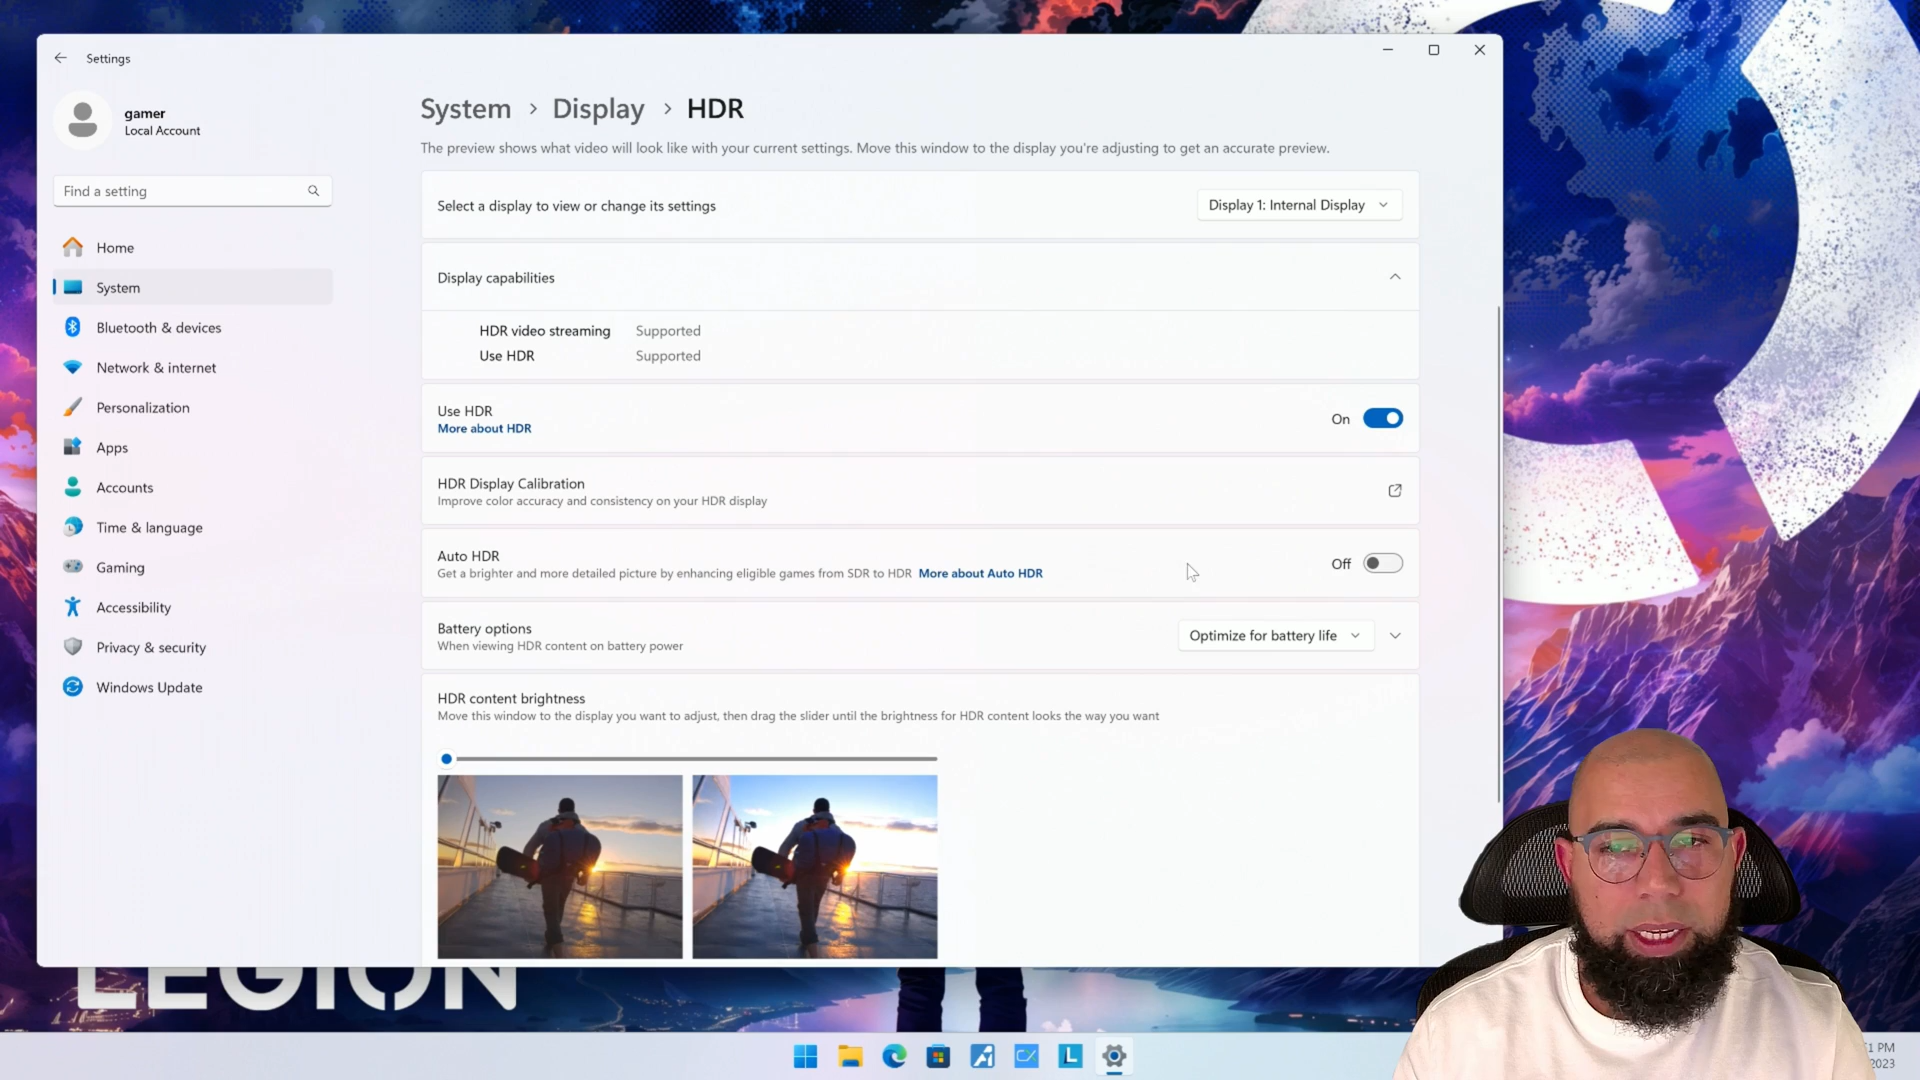 Settings
gamer
Local Account
Find a setting
Home
System
Bluetooth & devices
Network & internet
Personalization
Apps
Accounts
Time & language
Gaming
Accessibility
Privacy & security
Windows Update
System > Display > HDR
The preview shows what video will look like with your current settings. Move this window to the display you're adjusting to get an accurate preview.
Select a display to view or change its settings
Display 1: Internal Display
Display capabilities
HDR video streaming Supported
Use HDR Supported
Use HDR
More about HDR
On
HDR Display Calibration
Improve color accuracy and consistency on your HDR display
Auto HDR
Get a brighter and more detailed picture by enhancing eligible games from SDR to HDR More about Auto HDR
Off
Battery options
When viewing HDR content on battery power
Optimize for battery life
HDR content brightness
Move this window to the display you want to adjust, then drag the slider until the brightness for HDR content looks the way you want
LEGION
L
1 PM
2023